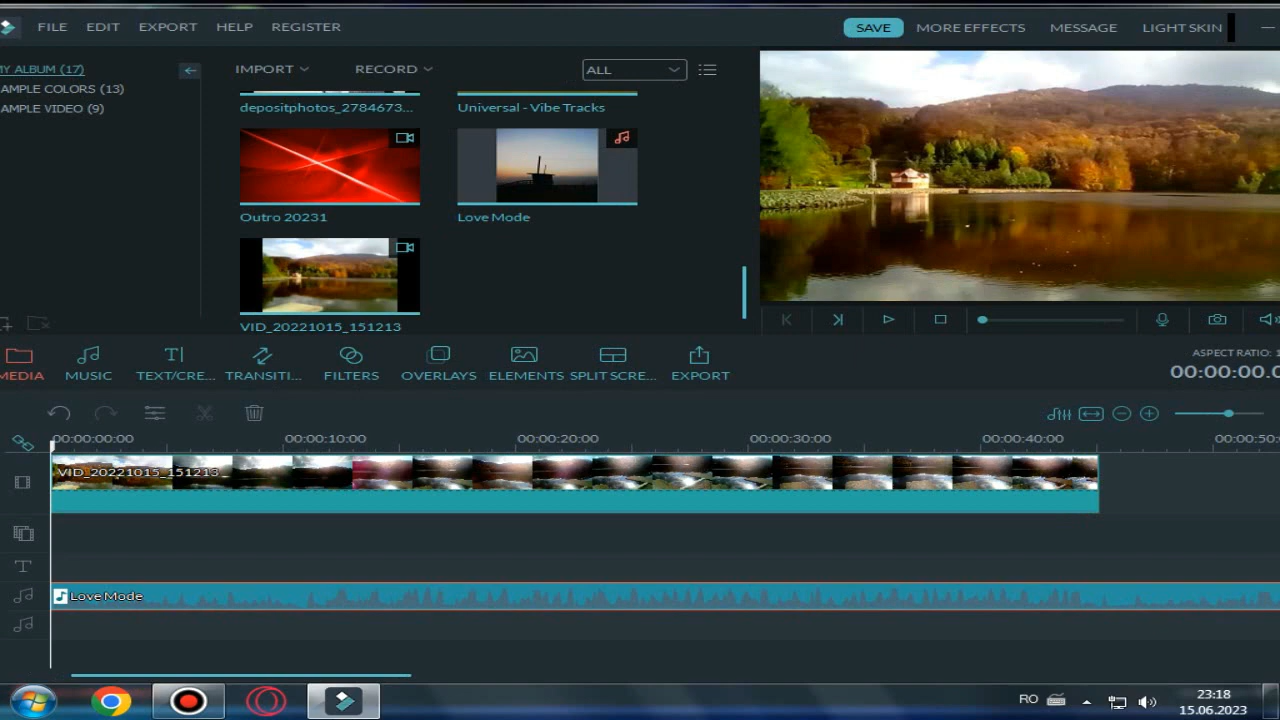 FILE EDIT EXPORT HELP REGISTER SAVE MORE EFFECTS MESSAGE LIGHT SKIN
MY ALBUM (17) IMPORT RECORD ALL
AMPLE COLORS (13)
AMPLE VIDEO (9)
depositphotos_2784673... Universal - Vibe Tracks
Outro 20231 Love Mode
VID_20221015_151213
MEDIA MUSIC TEXT/CRE... TRANSITI... FILTERS OVERLAYS ELEMENTS SPLIT SCRE... EXPORT
ASPECT RATIO: 1
00:00:00.0
00:00:00:00 00:00:10:00 00:00:20:00 00:00:30:00 00:00:40:00 00:00:50:
VID_20221015_151213
T
Love Mode
RO 23:18
15.06.2023